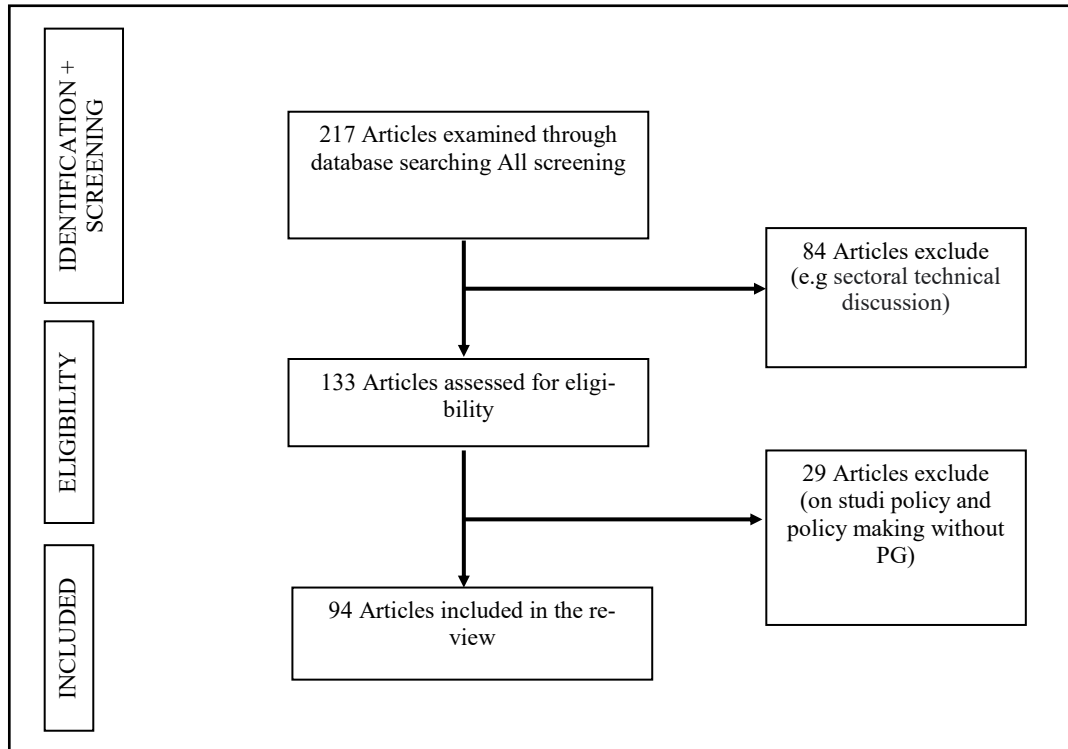 IDENTIFICATION +
SCREENING
217 Articles examined through
database searching All screening
84 Articles exclude
(e.g sectoral technical
discussion)
ELIGIBILITY
133 Articles assessed for eligi-
bility
29 Articles exclude
(on studi policy and
policy making without
PG)
INCLUDED
94 Articles included in the re-
view